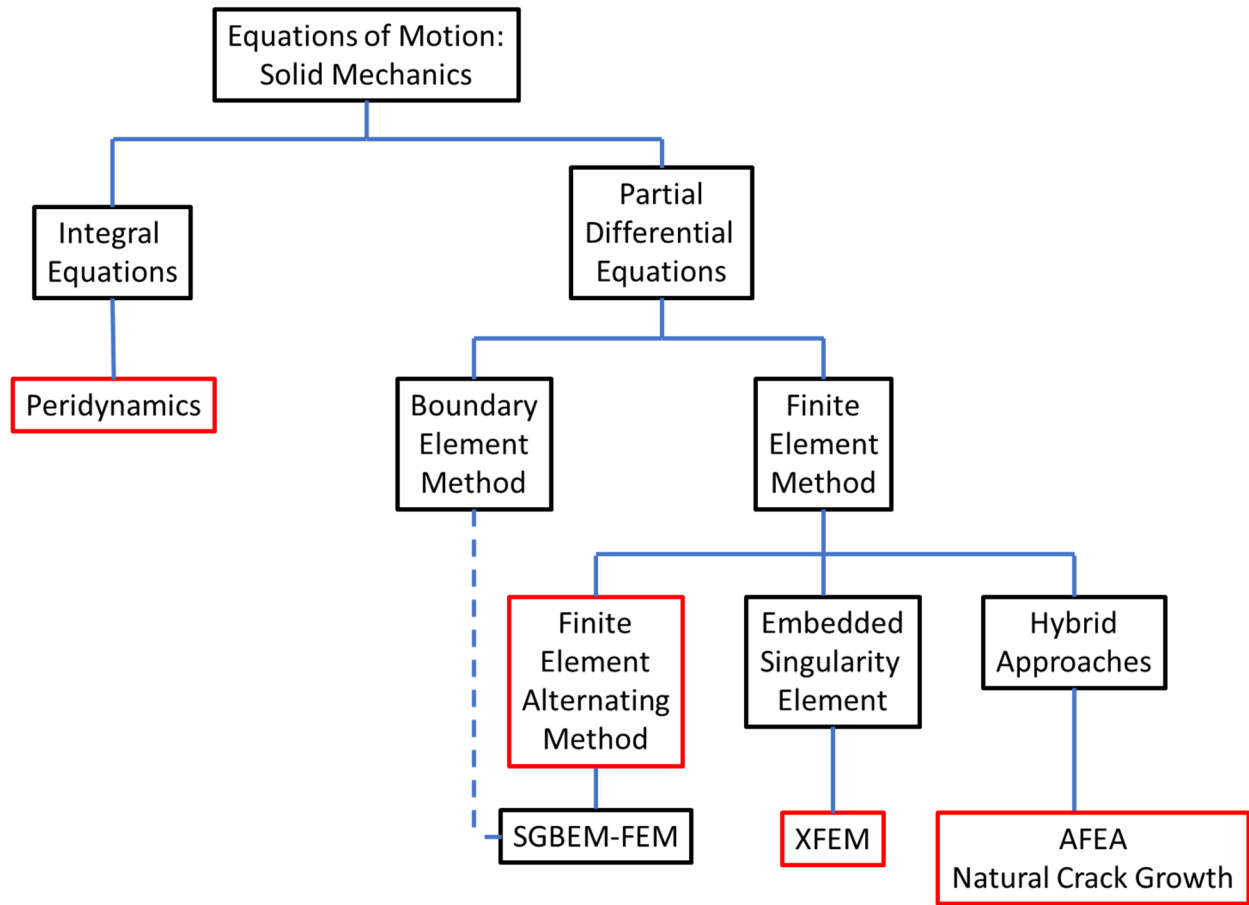 Equations of Motion:
Solid Mechanics
Integral
Equations
Partial
Differential
Equations
Peridynamics
Boundary
Element
Method
Finite
Element
Method
Finite
Element
Alternating
Method
Embedded
Singularity
Element
Hybrid
Approaches
SGBEM-FEM
XFEM
AFEA
Natural Crack Growth